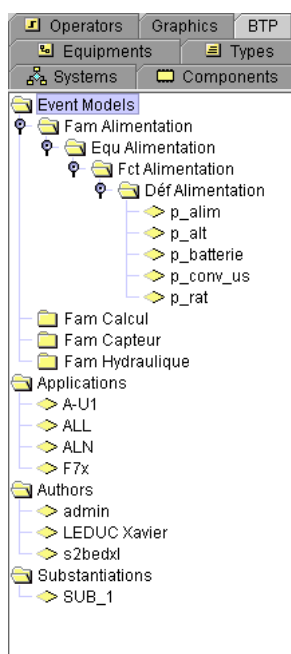 Operators Graphics BTP
Equipments Types
Systems Components
Event Models
Fam Alimentation
Equ Alimentation
Fct Alimentation
Déf Alimentation
p_alim
p_alt
p_batterie
p_conv_us
p_rat
Fam Calcul
Fam Capteur
Fam Hydraulique
Applications
A-U1
ALL
ALN
F7x
Authors
admin
LEDUC Xavier
s2bedxl
Substantiations
SUB_1